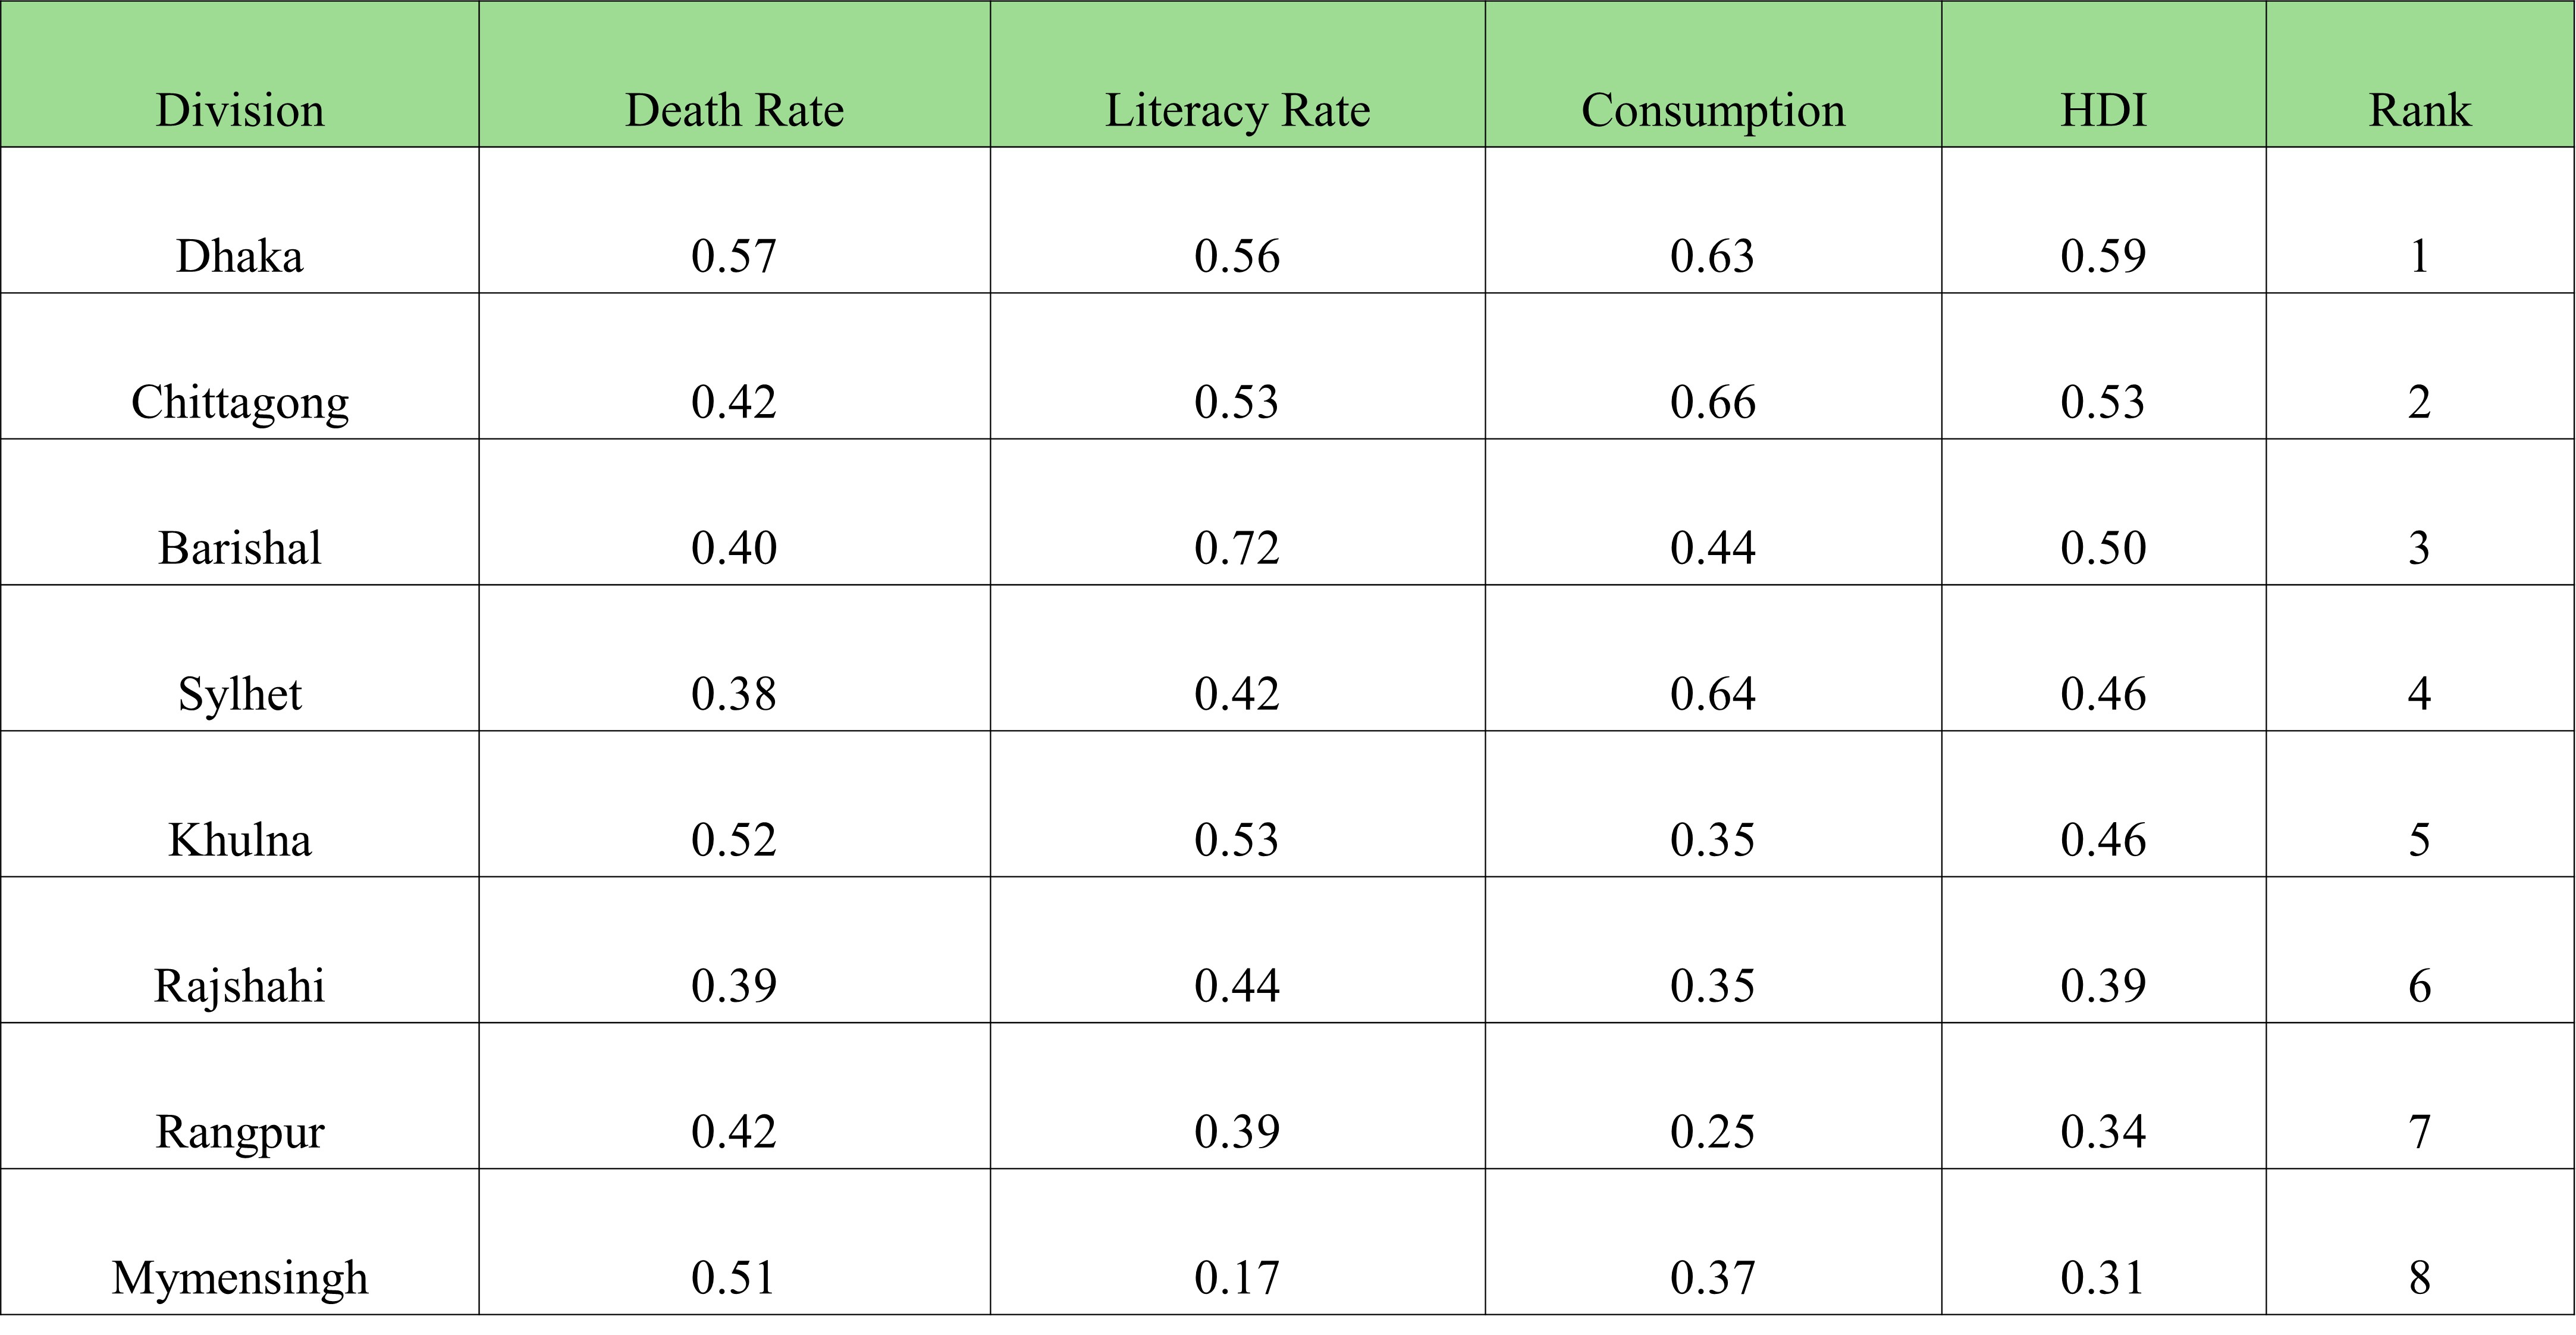 Division Death Rate Literacy Rate Consumption HDI Rank
Dhaka 0.57 0.56 0.63 0.59 1
Chittagong 0.42 0.53 0.66 0.53 2
Barishal 0.40 0.72 0.44 0.50 3
Sylhet 0.38 0.42 0.64 0.46 4
Khulna 0.52 0.53 0.35 0.46 5
Rajshahi 0.39 0.44 0.35 0.39 6
Rangpur 0.42 0.39 0.25 0.34 7
Mymensingh 0.51 0.17 0.37 0.31 8